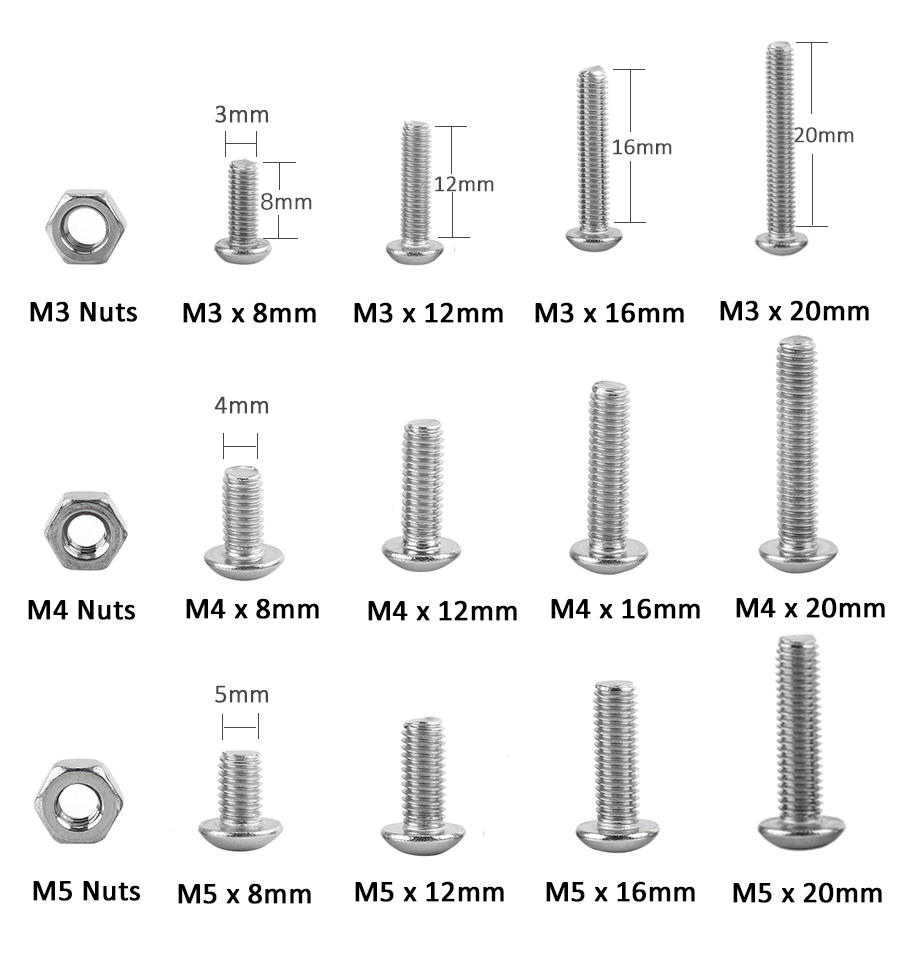 3mm
8mm
12mm
16mm
20mm
M3 Nuts
M3 x 8mm
M3 x 12mm
M3 x 16mm
M3 x 20mm
4mm
M4 Nuts
M4 x 8mm
M4 x 12mm
M4 x 16mm
M4 x 20mm
5mm
M5 Nuts
M5 x 8mm
M5 x 12mm
M5 x 16mm
M5 x 20mm